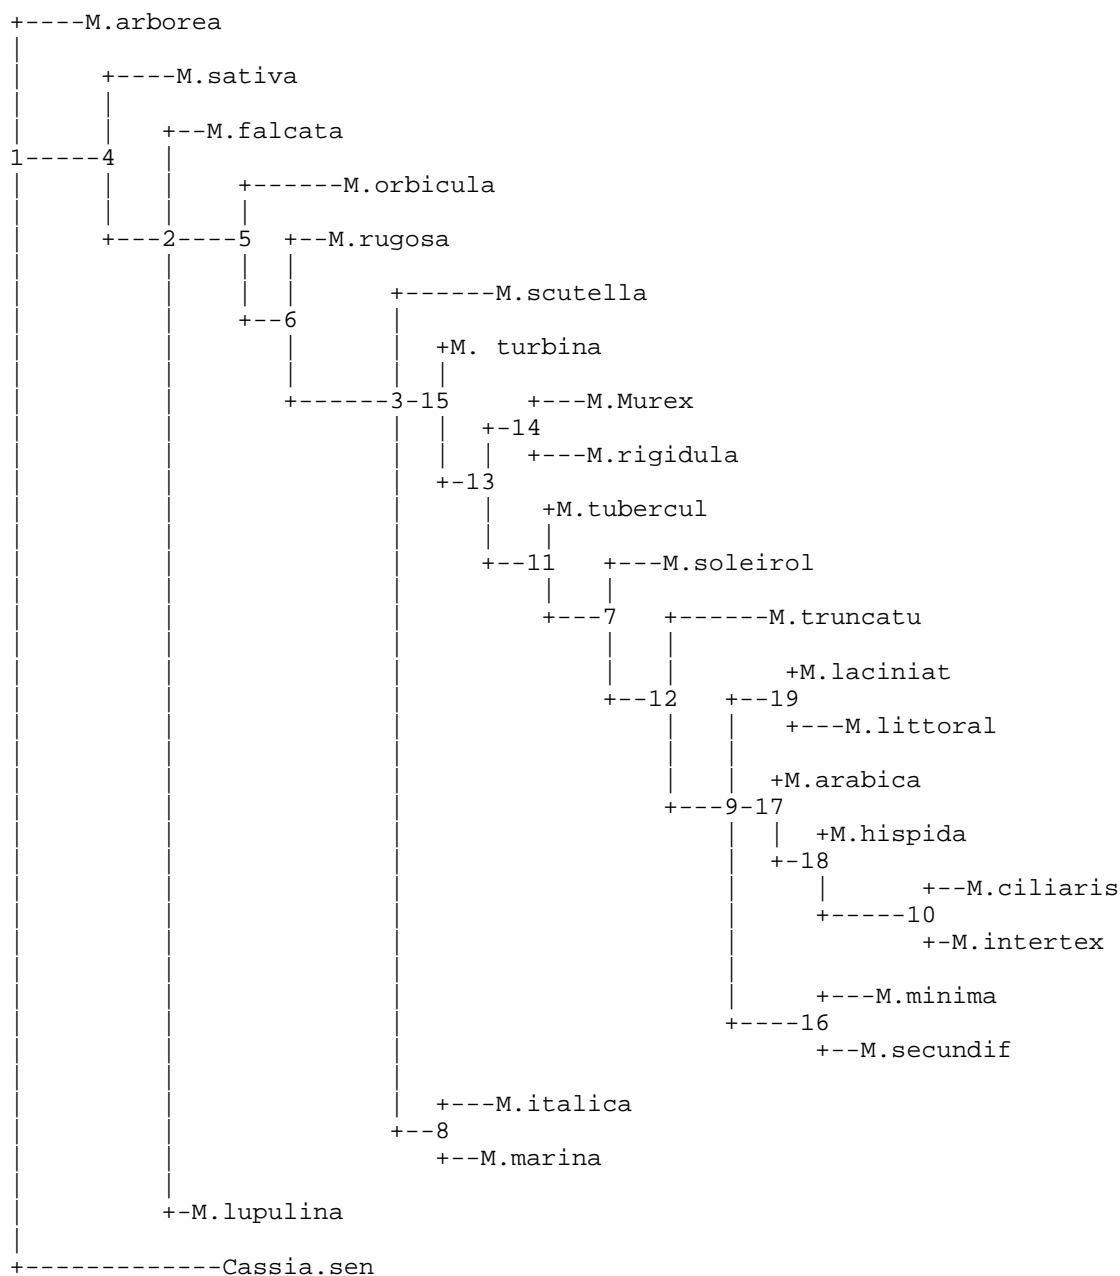 +----M.arborea
|
|     +----M.sativa
|     |
|     |   +--M.falcata
1-----4   |
|     |   |    +------M.orbicula
|     |   |    |
|     +---2----5  +--M.rugosa
|         |    |  |
|         |    |  |      +------M.scutella
|         |    +--6      |
|         |       |      |  +M. turbina
|         |       |      |  |
|         |       +------3-15     +---M.Murex
|         |              |  |  +-14
|         |              |  |  |  +---M.rigidula
|         |              |  +-13
|         |              |     |   +M.tubercul
|         |              |     |   |
|         |              |     +--11   +---M.soleirol
|         |              |         |   |
|         |              |         +---7   +------M.truncatu
|         |              |             |   |
|         |              |             |   |       +M.laciniat
|         |              |             +--12   +--19
|         |              |                 |   |   +---M.littoral
|         |              |                 |   |
|         |              |                 |   |  +M.arabica
|         |              |                 +---9-17
|         |              |                     |  |  +M.hispida
|         |              |                     |  +-18
|         |              |                     |     |      +--M.ciliaris
|         |              |                     |     +-----10
|         |              |                     |            +-M.intertex
|         |              |                     |
|         |              |                     |     +---M.minima
|         |              |                     +----16
|         |              |                           +--M.secundif
|         |              |
|         |              |  +---M.italica
|         |              +--8
|         |                 +--M.marina
|         |
|         +-M.lupulina
|
+-------------Cassia.sen